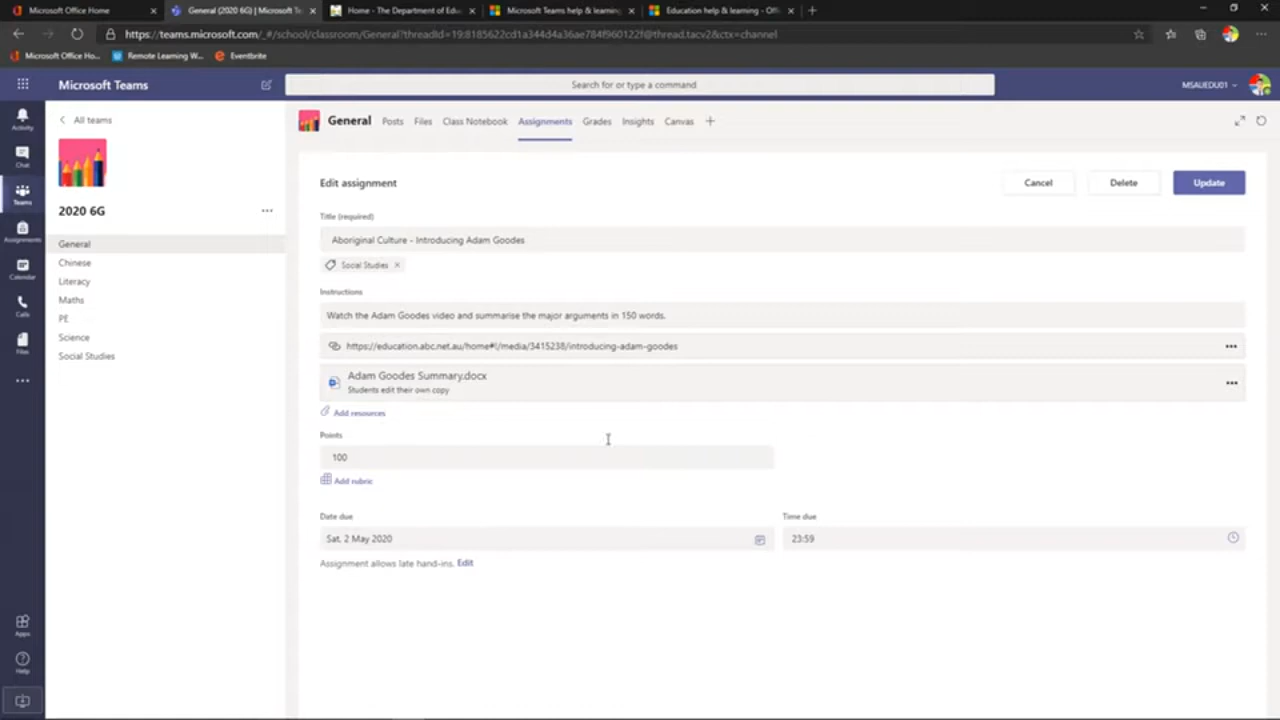 Microsoft Office Home
General (2020 6G) | Microsoft Te
Home - The Department of Edu
Microsoft Teams help & learning
Education help & learning - Offi
https://teams.microsoft.com/_#/school/classroom/General?threadId=19:8185622cd1a344d4a36ae784f960122f@thread.tacv2&ctx=channel
Microsoft Office Ho...
Remote Learning W...
Eventbrite
Microsoft Teams
Search for or type a command
MSAUEDU01
Activity
Chat
Teams
Assignments
Calendar
Calls
Files
Apps
Help
All teams
2020 6G
General
Chinese
Literacy
Maths
PE
Science
Social Studies
General Posts Files Class Notebook Assignments Grades Insights Canvas
Edit assignment
Cancel
Delete
Update
Title (required)
Aboriginal Culture - Introducing Adam Goodes
Social Studies
Instructions
Watch the Adam Goodes video and summarise the major arguments in 150 words.
https://education.abc.net.au/home#!/media/3415238/introducing-adam-goodes
Adam Goodes Summary.docx
Students edit their own copy
Add resources
Points
100
Add rubric
Date due
Time due
Sat, 2 May 2020
23:59
Assignment allows late hand-ins. Edit